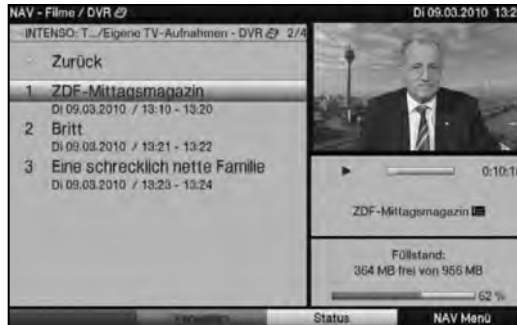 NAV - Filme / DVR
Di 09.03.2010 13:2
INTENSO: T.../Eigene TV-Aufnahmen - DVR 2/4
Zurück
1 ZDF-Mittagsmagazin
Di 09.03.2010 / 13:10 - 13:20
2 Britt
Di 09.03.2010 / 13:21 - 13:22
3 Eine schrecklich nette Familie
Di 09.03.2010 / 13:23 - 13:24
0:10:1
ZDF-Mittagsmagazin
Füllstand:
364 MB frei von 956 MB
62 %
Status
NAV Menü